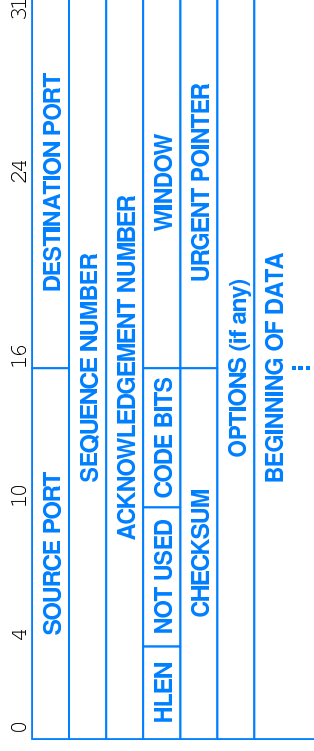 0 4 10 16 24 31
SOURCE PORT DESTINATION PORT
SEQUENCE NUMBER
ACKNOWLEDGEMENT NUMBER
HLEN NOT USED CODE BITS WINDOW
CHECKSUM URGENT POINTER
OPTIONS (if any)
BEGINNING OF DATA